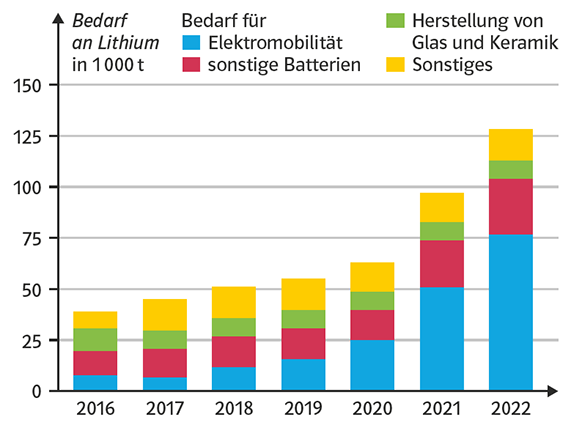 Bedarf
an Lithium
in 1 000 t
Bedarf für
Elektromobilität
sonstige Batterien
Herstellung von
Glas und Keramik
Sonstiges
150
125
100
75
50
25
0
2016 2017 2018 2019 2020 2021 2022